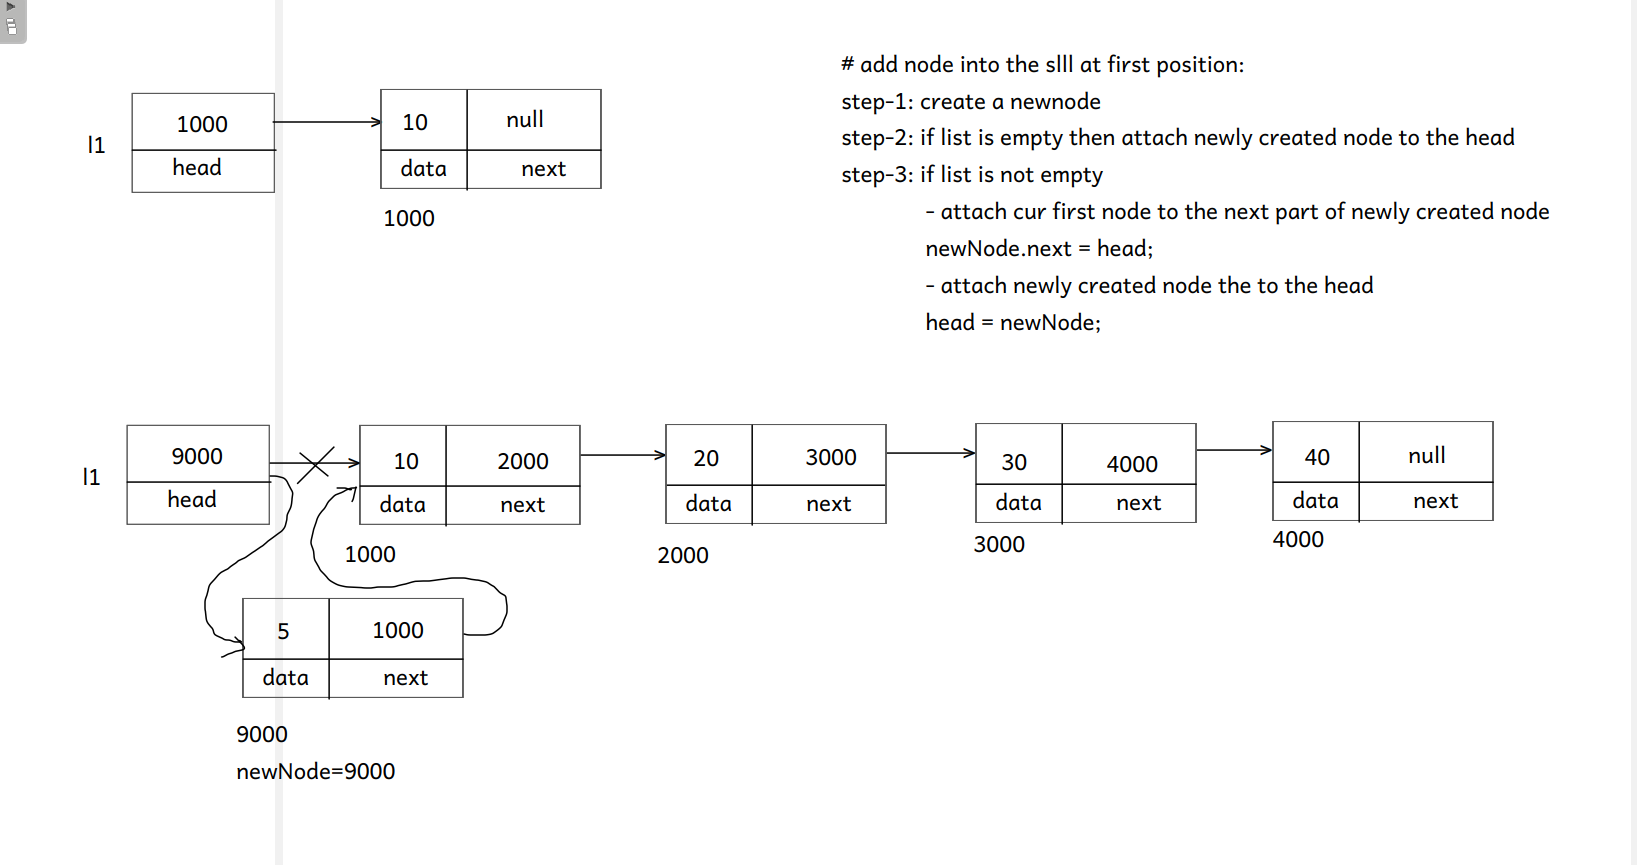 # add node into the slll at first position:
step-1: create a newnode
step-2: if list is empty then attach newly created node to the head
step-3: if list is not empty
- attach cur first node to the next part of newly created node
newNode.next = head;
- attach newly created node the to the head
head = newNode;
1000 10 null
l1
head data next
1000
9000 10 2000 20 3000 30 4000 40 null
l1
head data next data next data next data next
1000 2000 3000 4000
5 1000
data next
9000
newNode=9000